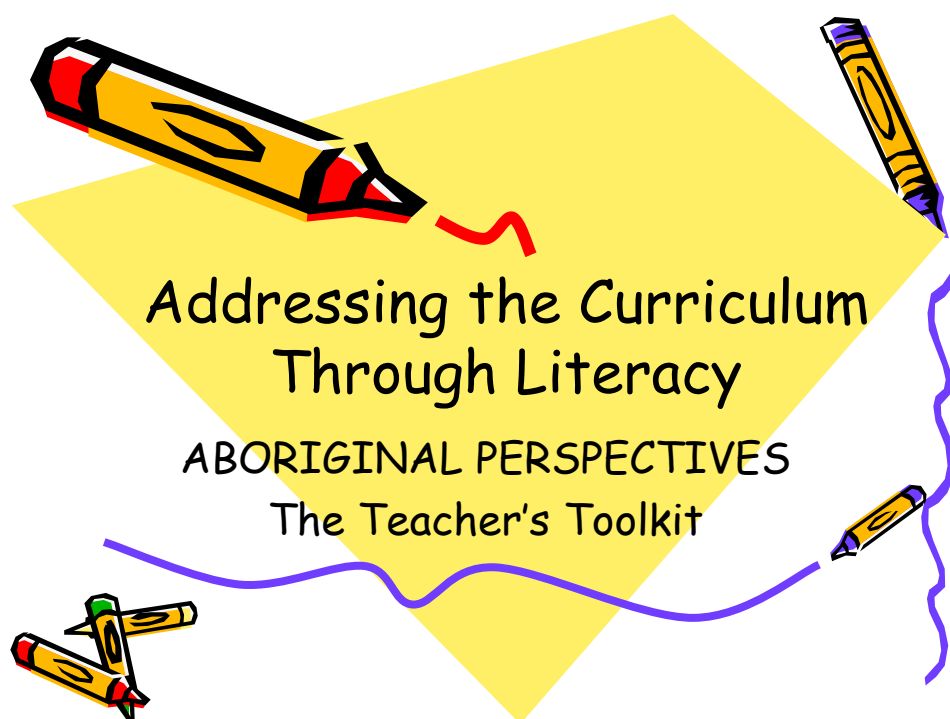 Addressing the Curriculum
Through Literacy
ABORIGINAL PERSPECTIVES
The Teacher’s Toolkit